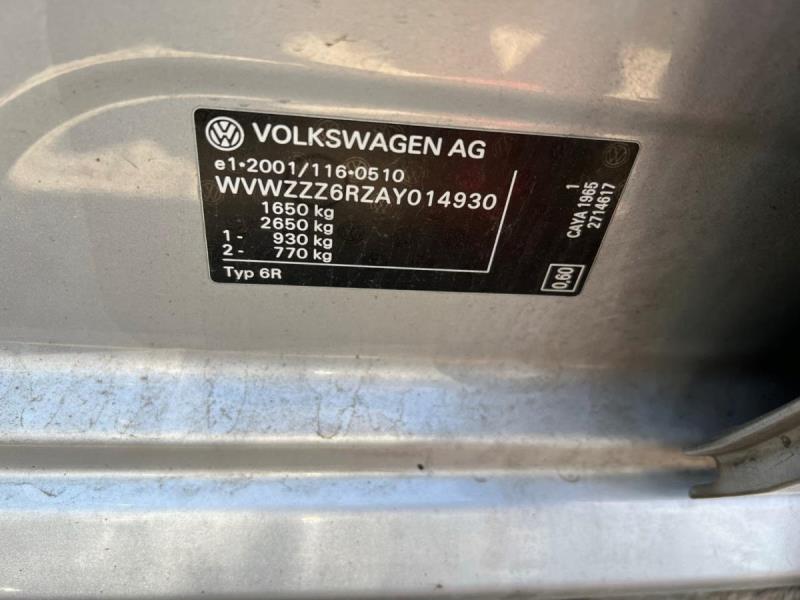 VOLKSWAGEN AG
e1*2001/116*0510
WVWZZZ6RZAY014930
1650 kg
2650 kg
1- 930 kg
2- 770 kg
Typ 6R
1
CAYA 1965
2714617
0,60